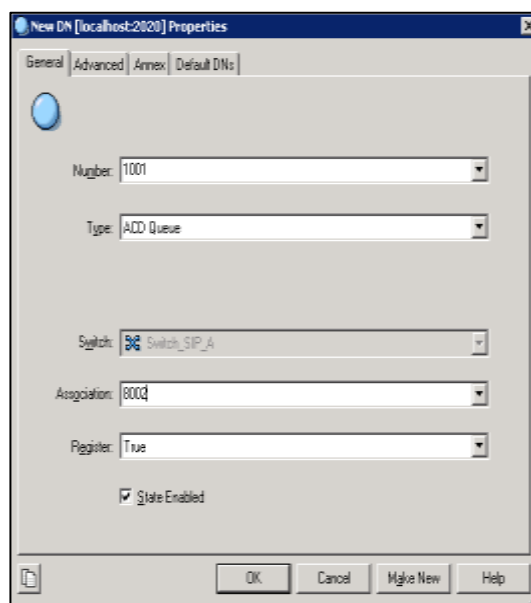 New DN [localhost:2020] Properties
General Advanced Annex Default DNs
Number: 1001
Type: ACD Queue
Switch: Switch_SIP_A
Association: 8002
Register: True
State Enabled
OK Cancel Make New Help